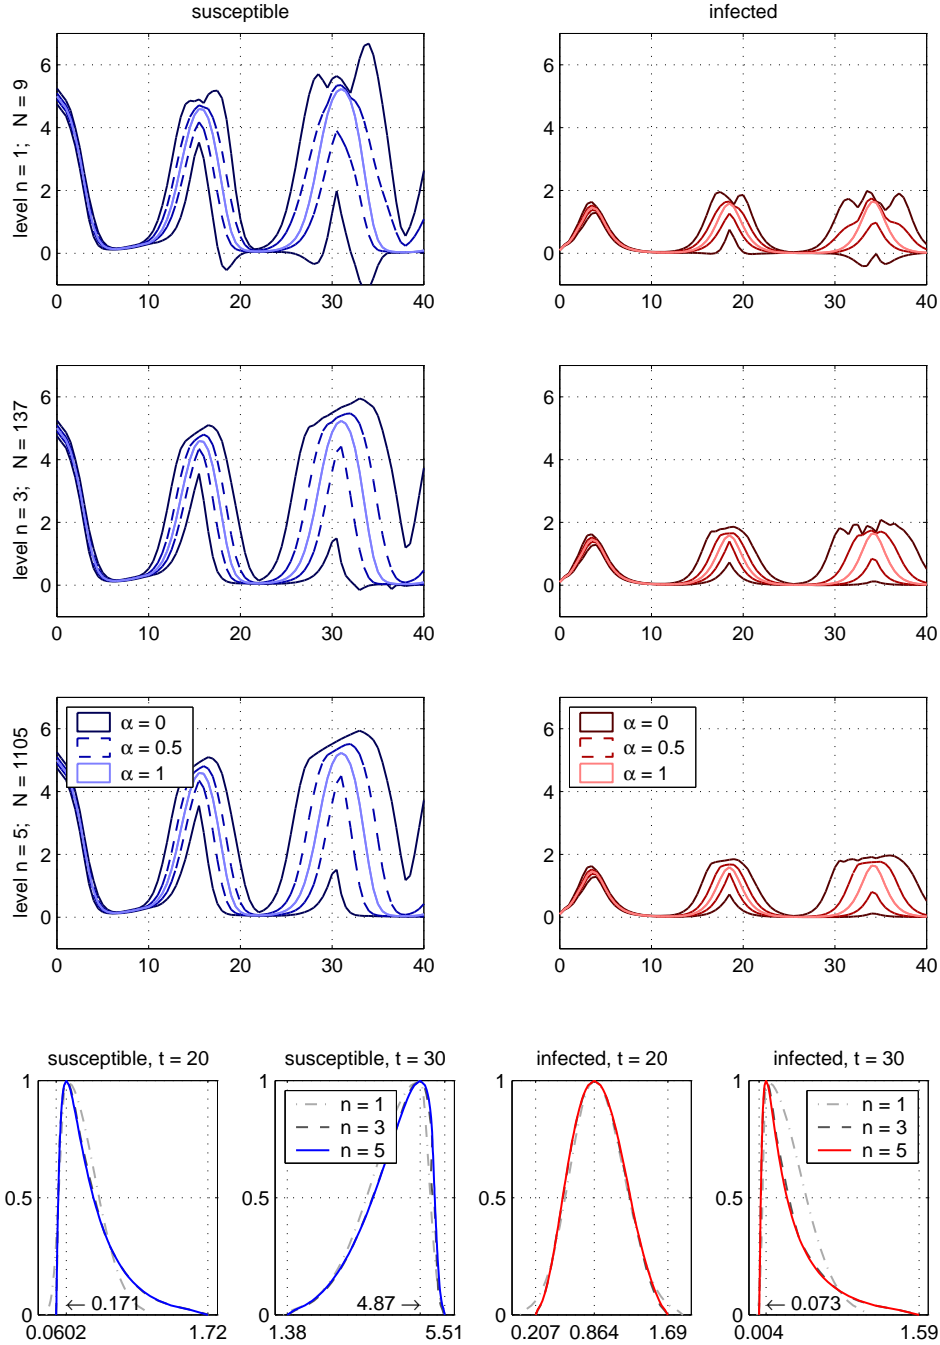 susceptible
infected
level n = 1; N = 9
6
4
2
0
0 10 20 30 40
6
4
2
0
0 10 20 30 40
level n = 3; N = 137
6
4
2
0
0 10 20 30 40
6
4
2
0
0 10 20 30 40
level n = 5; N = 1105
6
4
2
0
0 10 20 30 40
α = 0
α = 0.5
α = 1
6
4
2
0
0 10 20 30 40
α = 0
α = 0.5
α = 1
susceptible, t = 20
1
0.5
0
← 0.171
0.0602 1.72
susceptible, t = 30
1
0.5
0
n = 1
n = 3
n = 5
4.87 →
1.38 5.51
infected, t = 20
1
0.5
0
0.207 0.864 1.69
infected, t = 30
1
0.5
0
n = 1
n = 3
n = 5
← 0.073
0.004 1.59